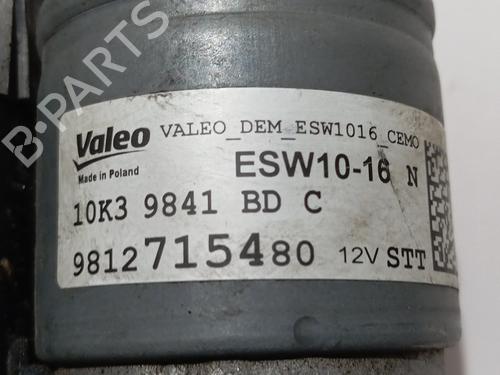 B-PARTS
Valeo VALEO_DEM_ESW1016_CEMO
Made in Poland ESW10-16 N
10K3 9841 BD C
9812715480 12V STT